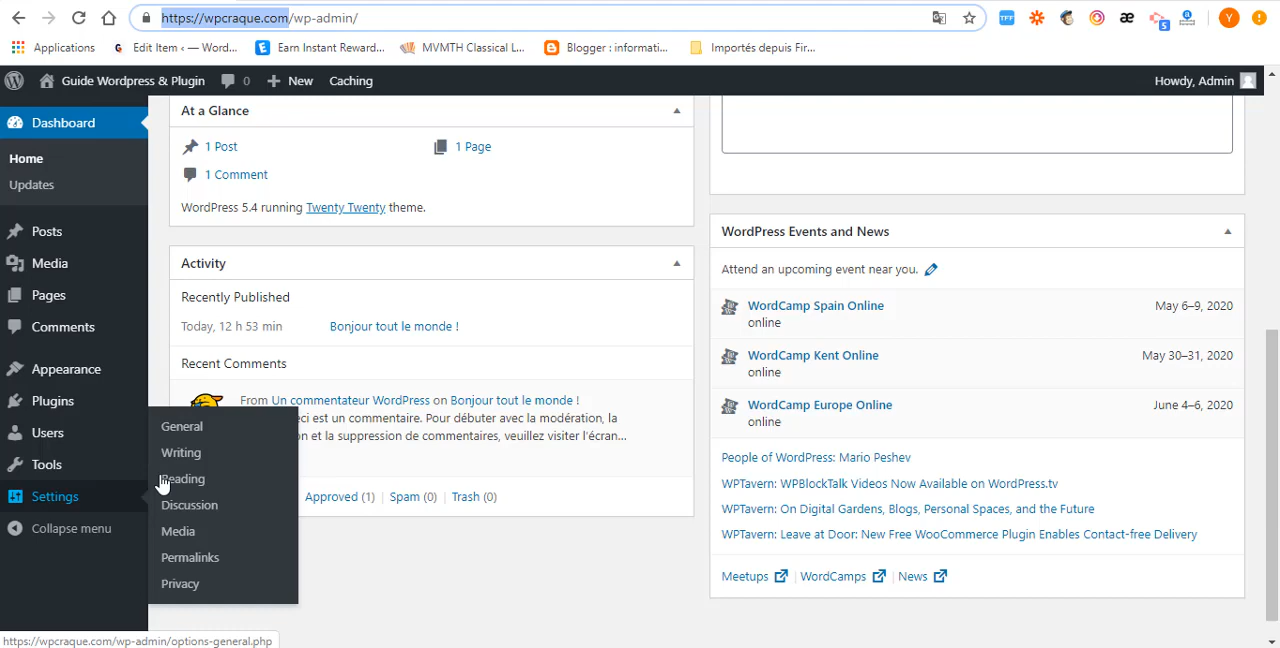 https://wpcraque.com/wp-admin/
Applications
Edit Item ‹ — Word...
Earn Instant Reward...
MVMTH Classical L...
Blogger : informati...
Importés depuis Fir...
Guide Wordpress & Plugin
0
New
Caching
Howdy, Admin
Dashboard
Home
Updates
Posts
Media
Pages
Comments
Appearance
Plugins
Users
Tools
Settings
Collapse menu
General
Writing
Reading
Discussion
Media
Permalinks
Privacy
At a Glance
1 Post
1 Page
1 Comment
WordPress 5.4 running Twenty Twenty theme.
Activity
Recently Published
Today, 12 h 53 min
Bonjour tout le monde !
Recent Comments
From Un commentateur WordPress on Bonjour tout le monde !
eci est un commentaire. Pour débuter avec la modération, la
on et la suppression de commentaires, veuillez visiter l'écran...
Approved (1)
Spam (0)
Trash (0)
WordPress Events and News
Attend an upcoming event near you.
WordCamp Spain Online
May 6–9, 2020
online
WordCamp Kent Online
May 30–31, 2020
online
WordCamp Europe Online
June 4–6, 2020
online
People of WordPress: Mario Peshev
WPTavern: WPBlockTalk Videos Now Available on WordPress.tv
WPTavern: On Digital Gardens, Blogs, Personal Spaces, and the Future
WPTavern: Leave at Door: New Free WooCommerce Plugin Enables Contact-free Delivery
Meetups
WordCamps
News
https://wpcraque.com/wp-admin/options-general.php
TFF
æ
5
Y